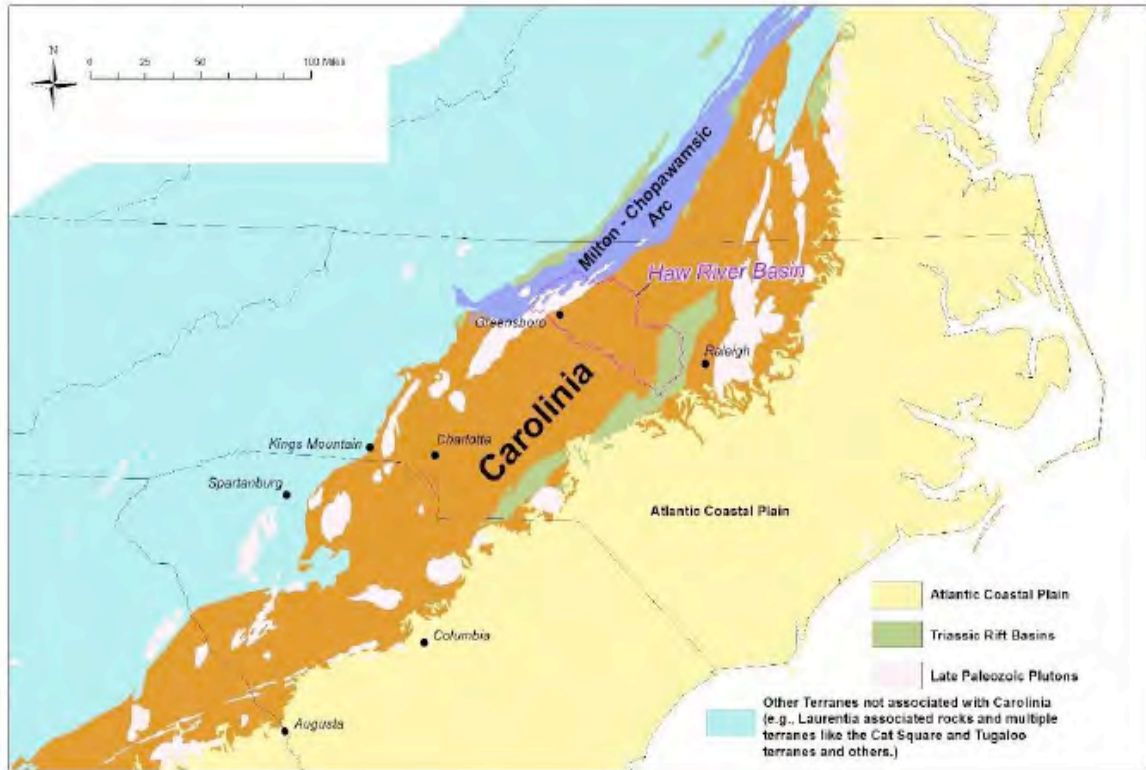 N
0 25 50 100 Miles
Milton - Chopawamsic
Arc
Haw River Basin
Greensboro
Raleigh
Carolinia
Kings Mountain
Charlotte
Spartanburg
Atlantic Coastal Plain
Columbia
Augusta
Atlantic Coastal Plain
Triassic Rift Basins
Late Paleozoic Plutons
Other Terranes not associated with Carolinia
(e.g., Laurentia associated rocks and multiple
terranes like the Cat Square and Tugaloo
terranes and others.)